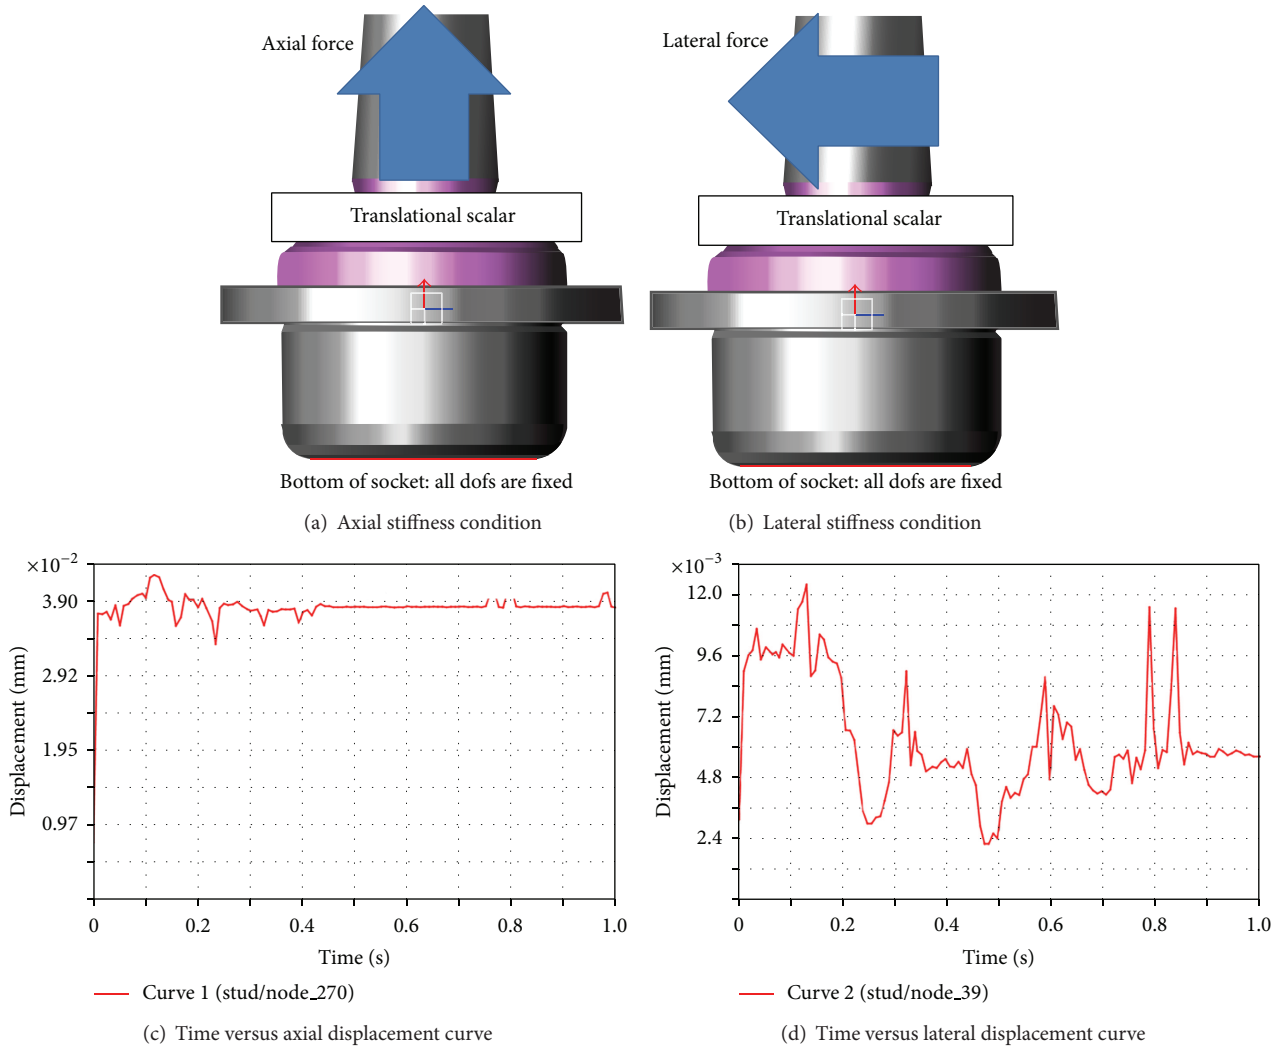 Axial force
Lateral force
Translational scalar
Translational scalar
Bottom of socket: all dofs are fixed
Bottom of socket: all dofs are fixed
(a) Axial stiffness condition
(b) Lateral stiffness condition
×10⁻²
3.90
2.92
1.95
0.97
Displacement (mm)
0 0.2 0.4 0.6 0.8 1.0
Time (s)
Curve 1 (stud/node_270)
(c) Time versus axial displacement curve
×10⁻³
12.0
9.6
7.2
4.8
2.4
Displacement (mm)
0 0.2 0.4 0.6 0.8 1.0
Time (s)
Curve 2 (stud/node_39)
(d) Time versus lateral displacement curve